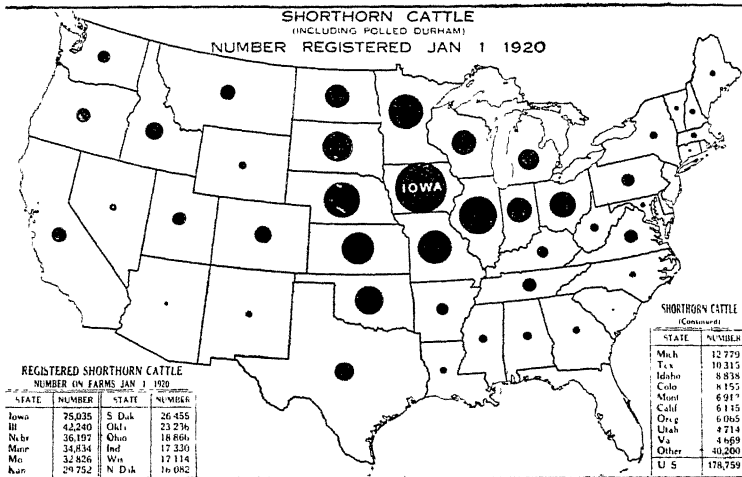 SHORTHORN CATTLE
(INCLUDING POLLED DURHAM)
NUMBER REGISTERED JAN 1 1920
IOWA
REGISTERED SHORTHORN CATTLE
NUMBER ON FARMS JAN 1 1920
STATE NUMBER STATE NUMBER
Iowa 75,035 S Dak 26 455
Ill 42,240 Okla 23 236
Nebr 36,197 Ohio 18 866
Minn 34,834 Ind 17 330
Mo 32 826 Wis 17 114
Kan 29 752 N Dak 16 082
SHORTHORN CATTLE
(Continued)
STATE NUMBER
Mich 12 779
Tex 10 315
Idaho 8 838
Colo 8 155
Mont
Calif
Oreg 6 065
Utah 4 714
Va 4 669
Other 40,200
U S 178,759